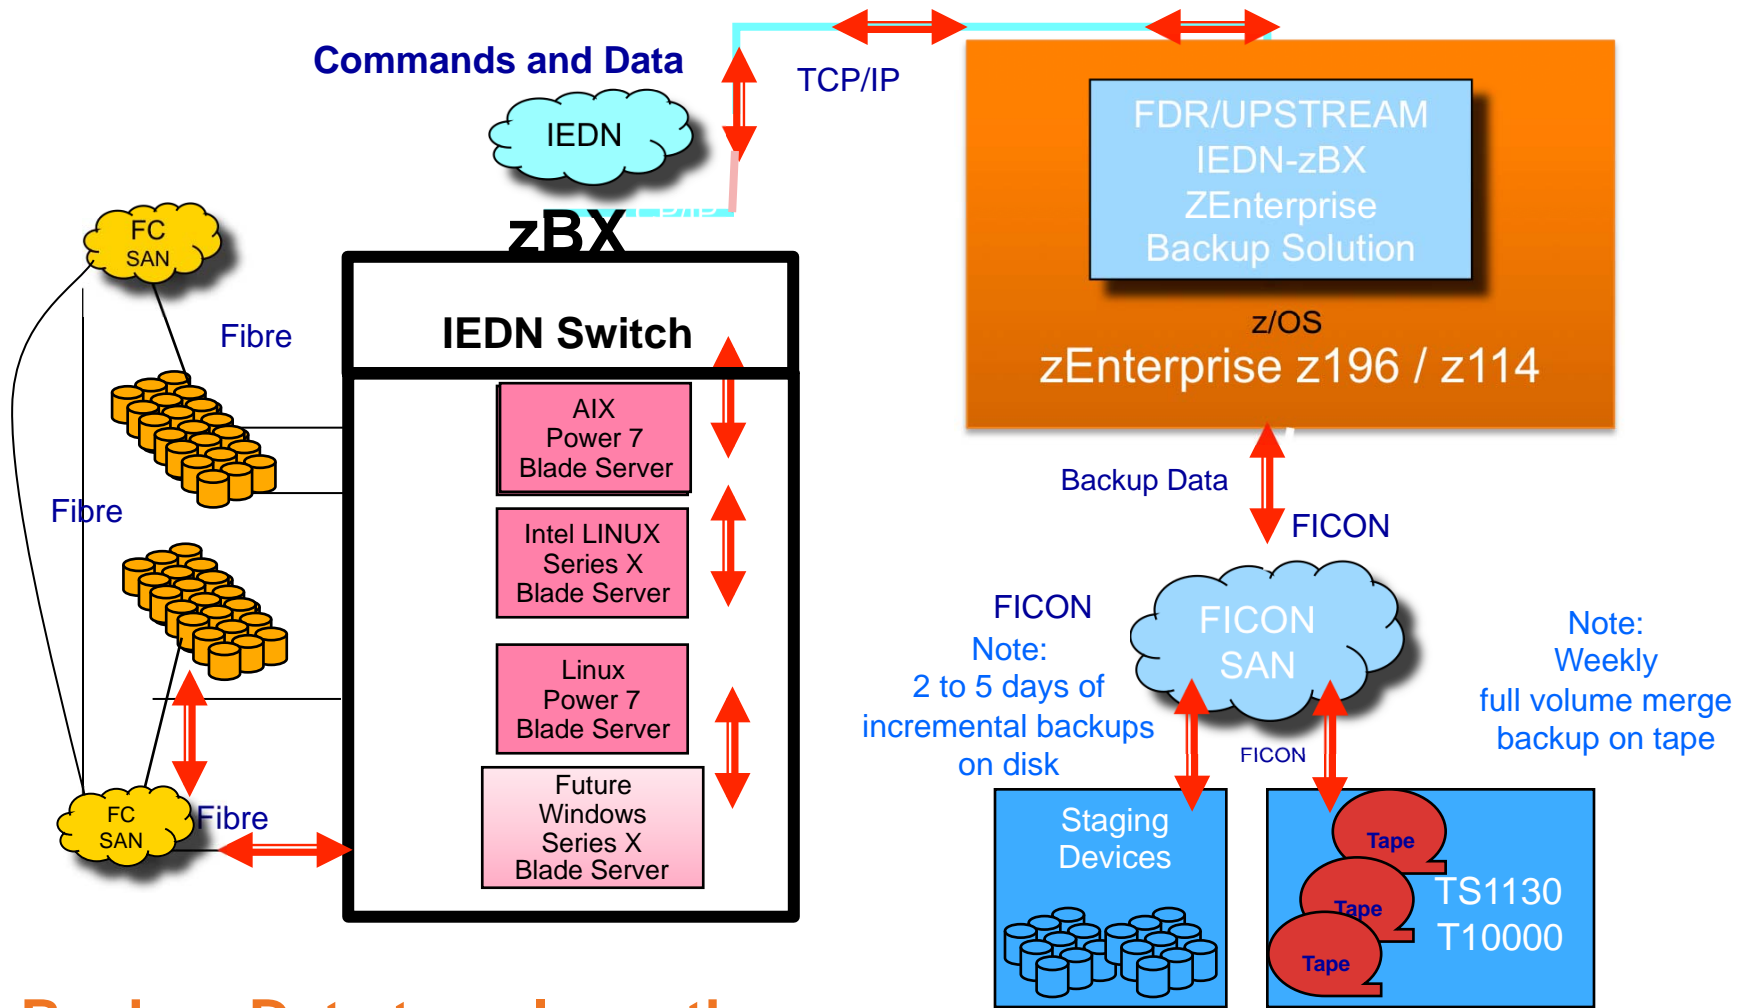 Commands and Data
TCP/IP
IEDN
zBX
IEDN Switch
AIX
Power 7
Blade Server
Intel LINUX
Series X
Blade Server
Linux
Power 7
Blade Server
Future
Windows
Series X
Blade Server
FC
SAN
Fibre
Fibre
FC
SAN
Fibre
FDR/UPSTREAM
IEDN-zBX
ZEnterprise
Backup Solution
z/OS
zEnterprise z196 / z114
Backup Data
FICON
FICON
SAN
FICON
Note:
2 to 5 days of
incremental backups
on disk
FICON
Note:
Weekly
full volume merge
backup on tape
Staging
Devices
Tape
Tape
Tape
TS1130
T10000